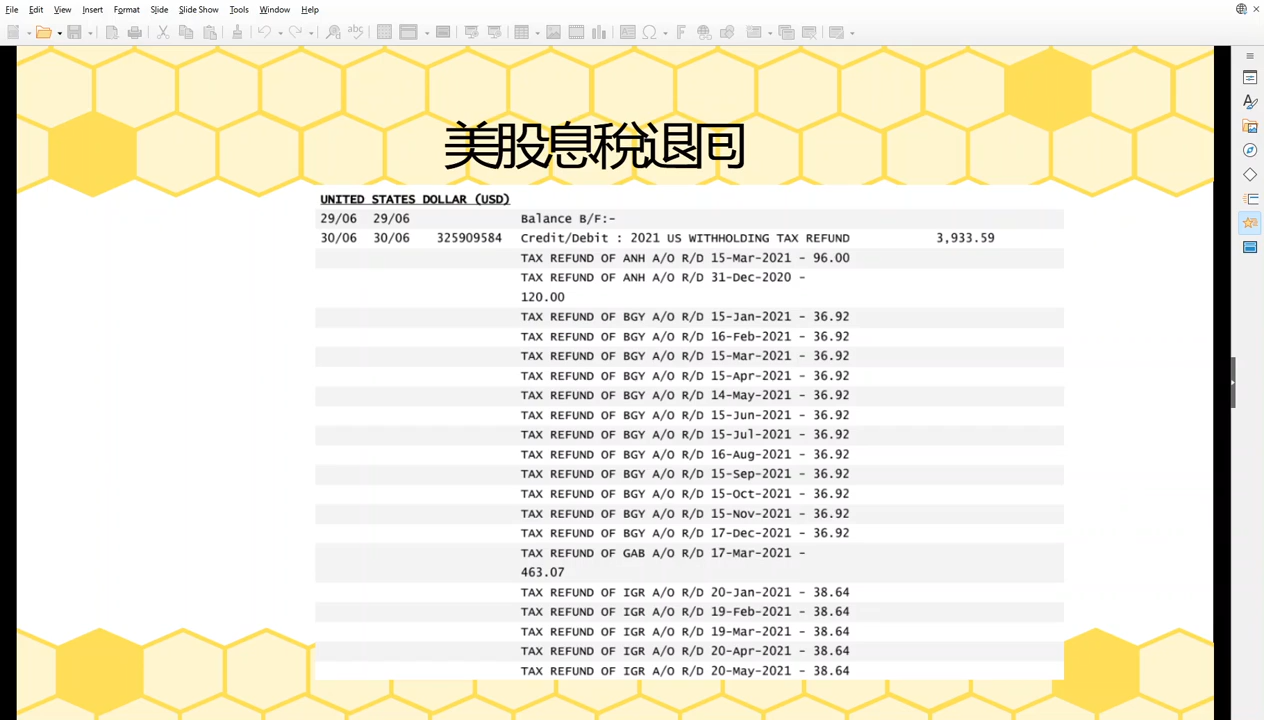 File Edit View Insert Format Slide Slide Show Tools Window Help
美股息稅退回
UNITED STATES DOLLAR (USD)
29/06 29/06 Balance B/F:-
30/06 30/06 325909584 Credit/Debit : 2021 US WITHHOLDING TAX REFUND 3,933.59
TAX REFUND OF ANH A/O R/D 15-Mar-2021 - 96.00
TAX REFUND OF ANH A/O R/D 31-Dec-2020 -
120.00
TAX REFUND OF BGY A/O R/D 15-Jan-2021 - 36.92
TAX REFUND OF BGY A/O R/D 16-Feb-2021 - 36.92
TAX REFUND OF BGY A/O R/D 15-Mar-2021 - 36.92
TAX REFUND OF BGY A/O R/D 15-Apr-2021 - 36.92
TAX REFUND OF BGY A/O R/D 14-May-2021 - 36.92
TAX REFUND OF BGY A/O R/D 15-Jun-2021 - 36.92
TAX REFUND OF BGY A/O R/D 15-Jul-2021 - 36.92
TAX REFUND OF BGY A/O R/D 16-Aug-2021 - 36.92
TAX REFUND OF BGY A/O R/D 15-Sep-2021 - 36.92
TAX REFUND OF BGY A/O R/D 15-Oct-2021 - 36.92
TAX REFUND OF BGY A/O R/D 15-Nov-2021 - 36.92
TAX REFUND OF BGY A/O R/D 17-Dec-2021 - 36.92
TAX REFUND OF GAB A/O R/D 17-Mar-2021 -
463.07
TAX REFUND OF IGR A/O R/D 20-Jan-2021 - 38.64
TAX REFUND OF IGR A/O R/D 19-Feb-2021 - 38.64
TAX REFUND OF IGR A/O R/D 19-Mar-2021 - 38.64
TAX REFUND OF IGR A/O R/D 20-Apr-2021 - 38.64
TAX REFUND OF IGR A/O R/D 20-May-2021 - 38.64